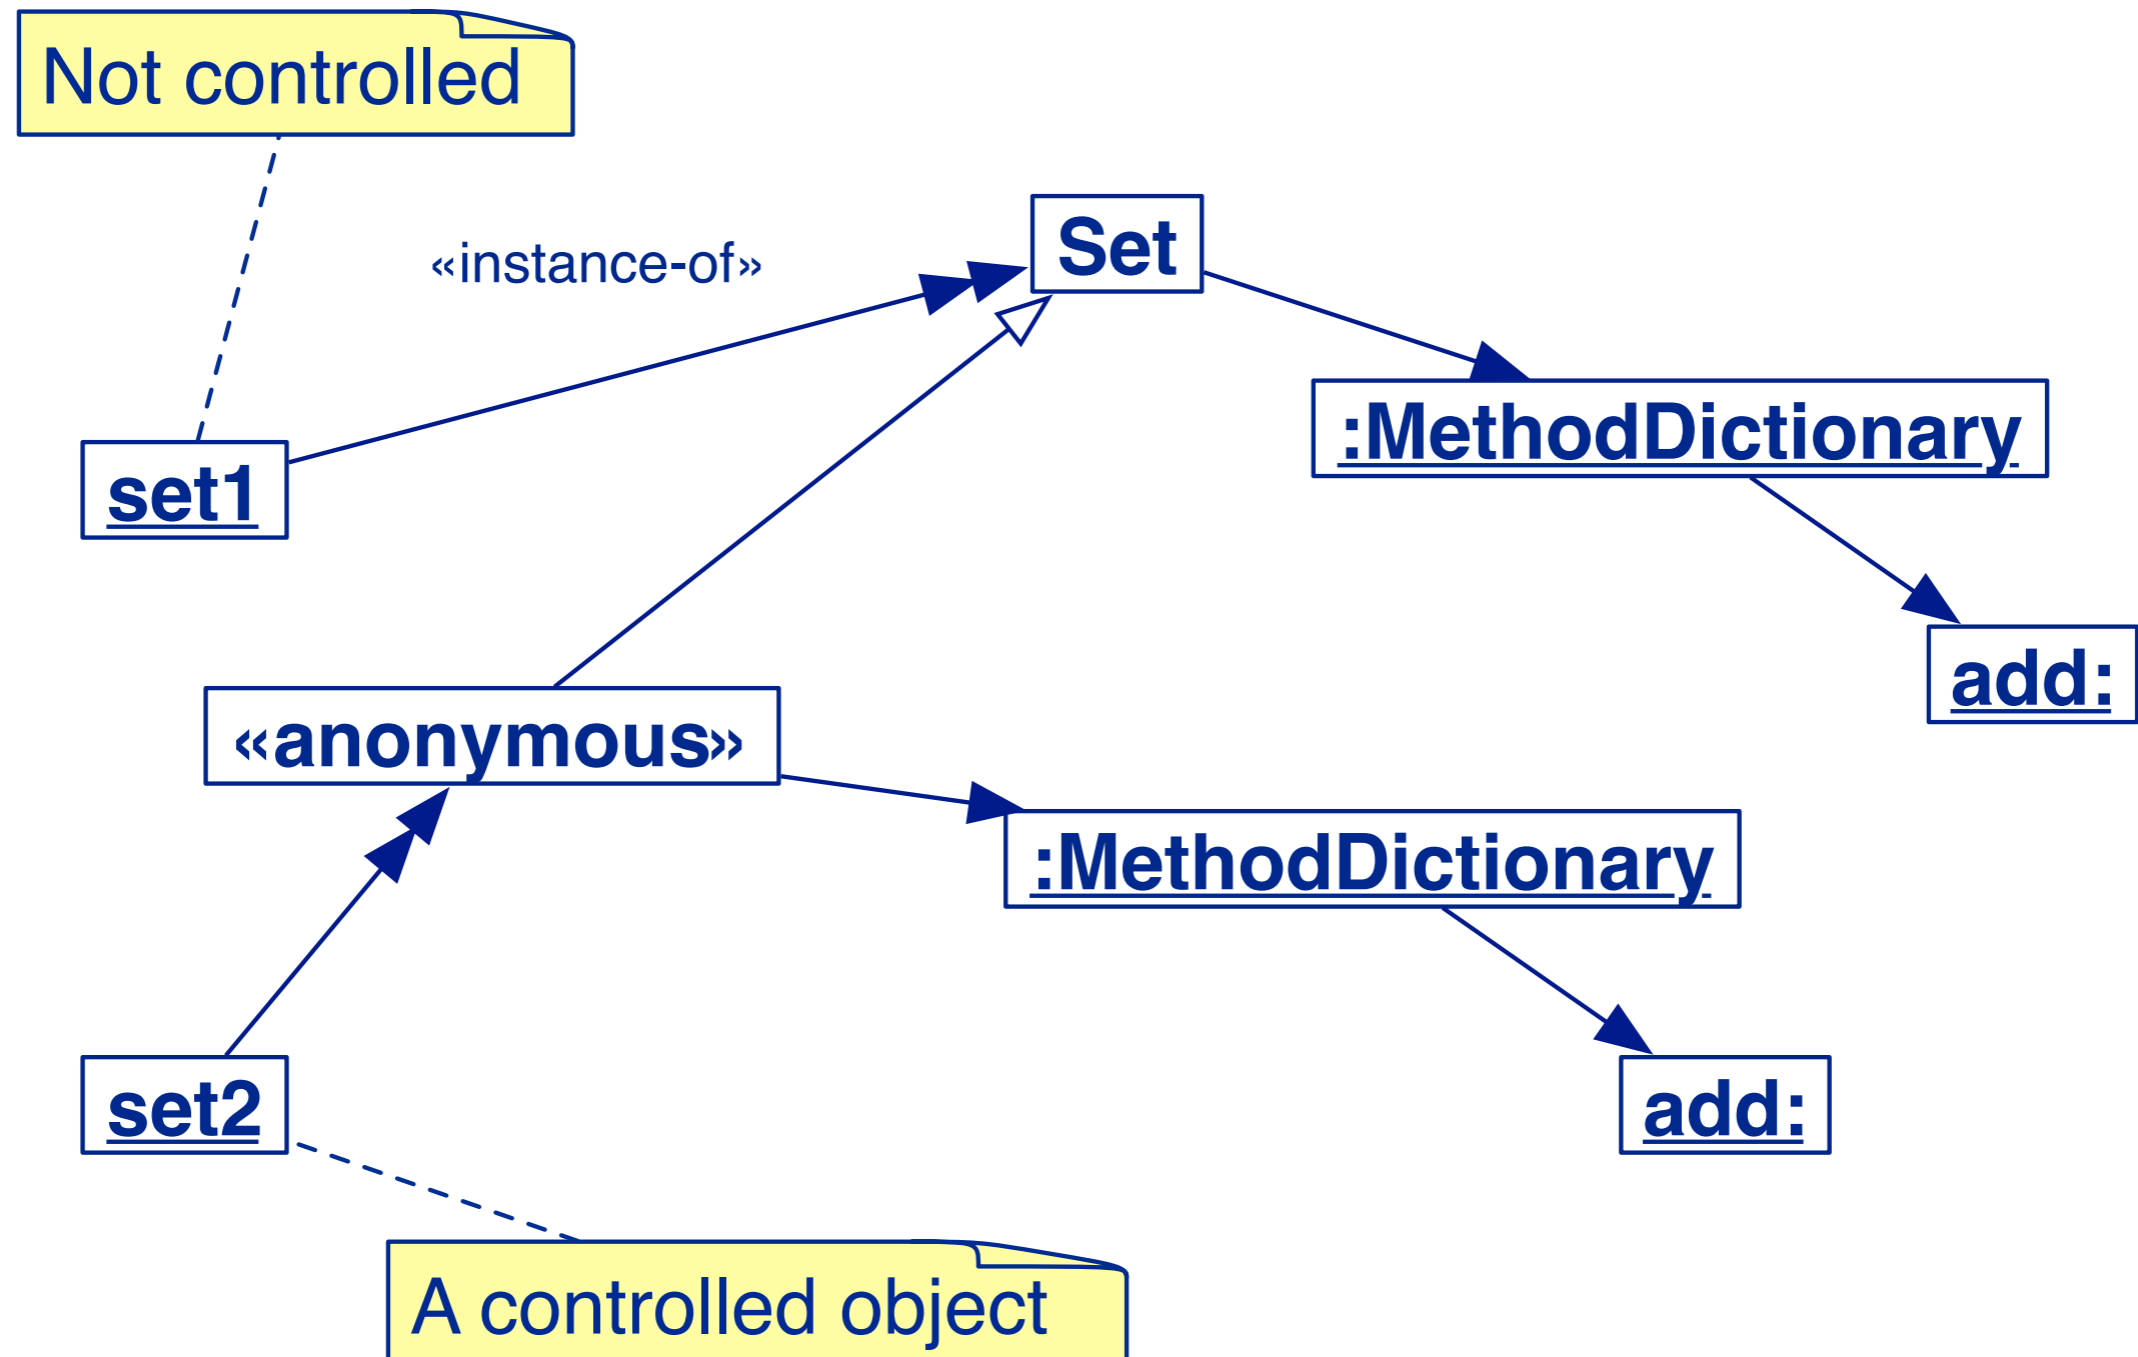 Not controlled
«instance-of»
Set
:MethodDictionary
set1
add:
«anonymous»
:MethodDictionary
set2
add:
A controlled object